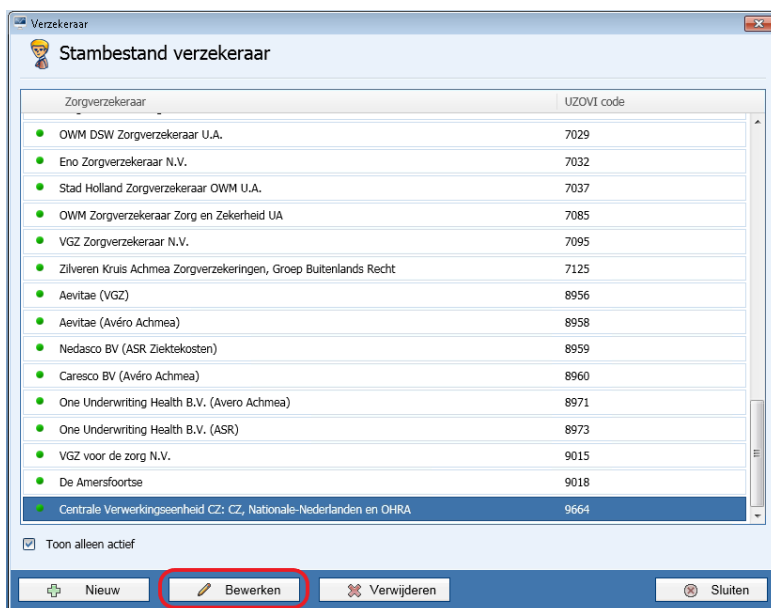 Verzekeraar
Stambestand verzekeraar
Zorgverzekeraar UZOVI code
OWM DSW Zorgverzekeraar U.A. 7029
Eno Zorgverzekeraar N.V. 7032
Stad Holland Zorgverzekeraar OWM U.A. 7037
OWM Zorgverzekeraar Zorg en Zekerheid UA 7085
VGZ Zorgverzekeraar N.V. 7095
Zilveren Kruis Achmea Zorgverzekeringen, Groep Buitenlands Recht 7125
Aevitae (VGZ) 8956
Aevitae (Avéro Achmea) 8958
Nedasco BV (ASR Ziektekosten) 8959
Caresco BV (Avéro Achmea) 8960
One Underwriting Health B.V. (Avero Achmea) 8971
One Underwriting Health B.V. (ASR) 8973
VGZ voor de zorg N.V. 9015
De Amersfoortse 9018
Centrale Verwerkingseenheid CZ: CZ, Nationale-Nederlanden en OHRA 9664
Toon alleen actief
Nieuw Bewerken Verwijderen Sluiten